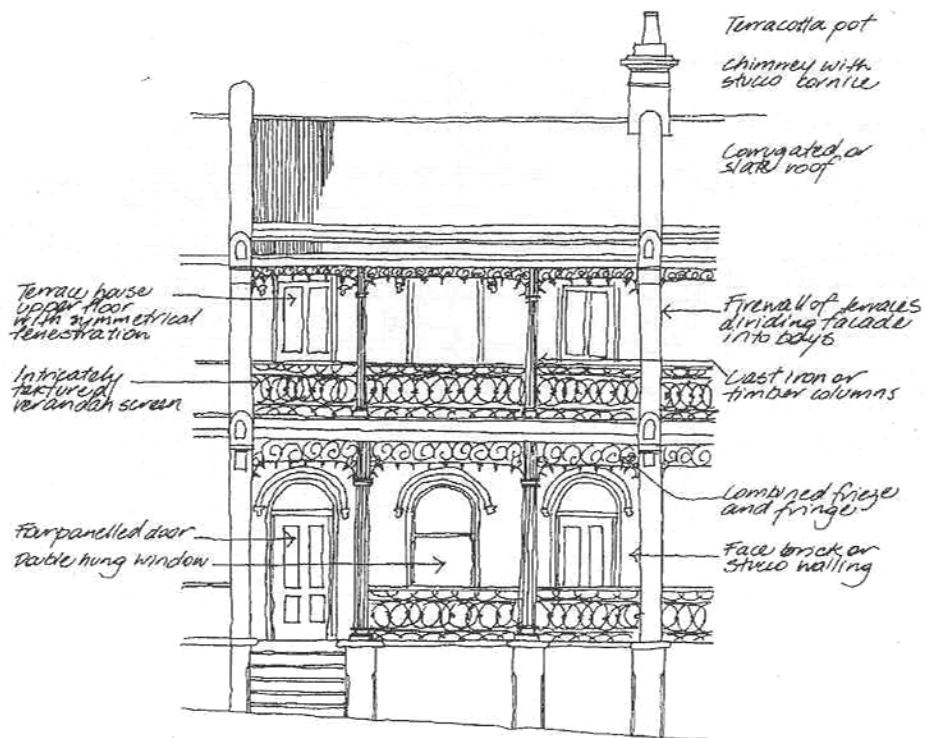 Terracotta pot
chimney with
stucco cornice
Corrugated or
slate roof
Terrace house
upper floor
with symmetrical
fenestration
Intricately
textured
verandah screen
Firewall of terraces
dividing facade
into bays
Cast iron or
timber columns
Combined frieze
and fringe
Four panelled door
Double hung window
Face brick or
stucco walling